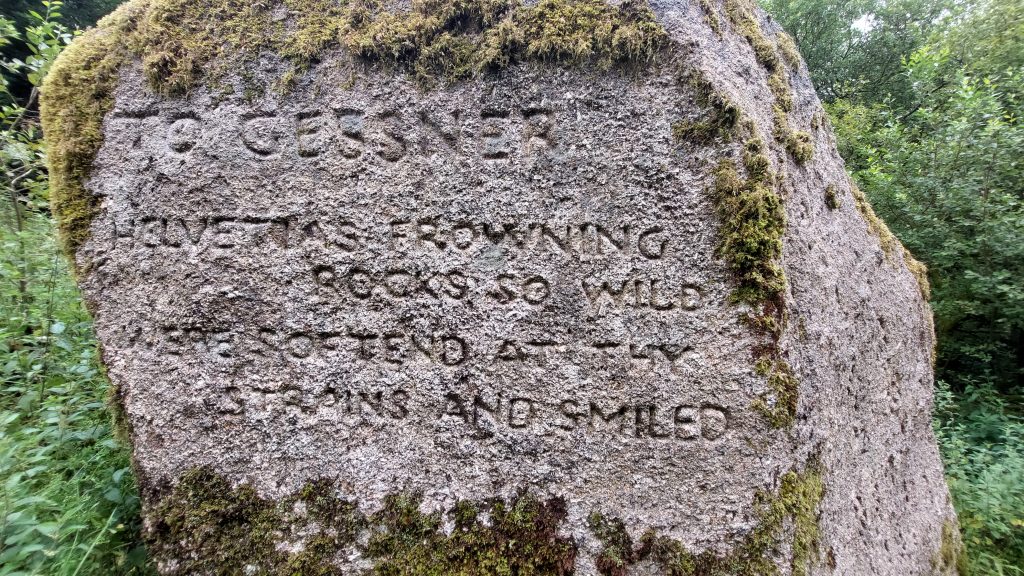 TO GESSNER
HELVETIAS FROWNING
ROCKS SO WILD
WERE SOFTEND AT THY
STRAINS AND SMILED